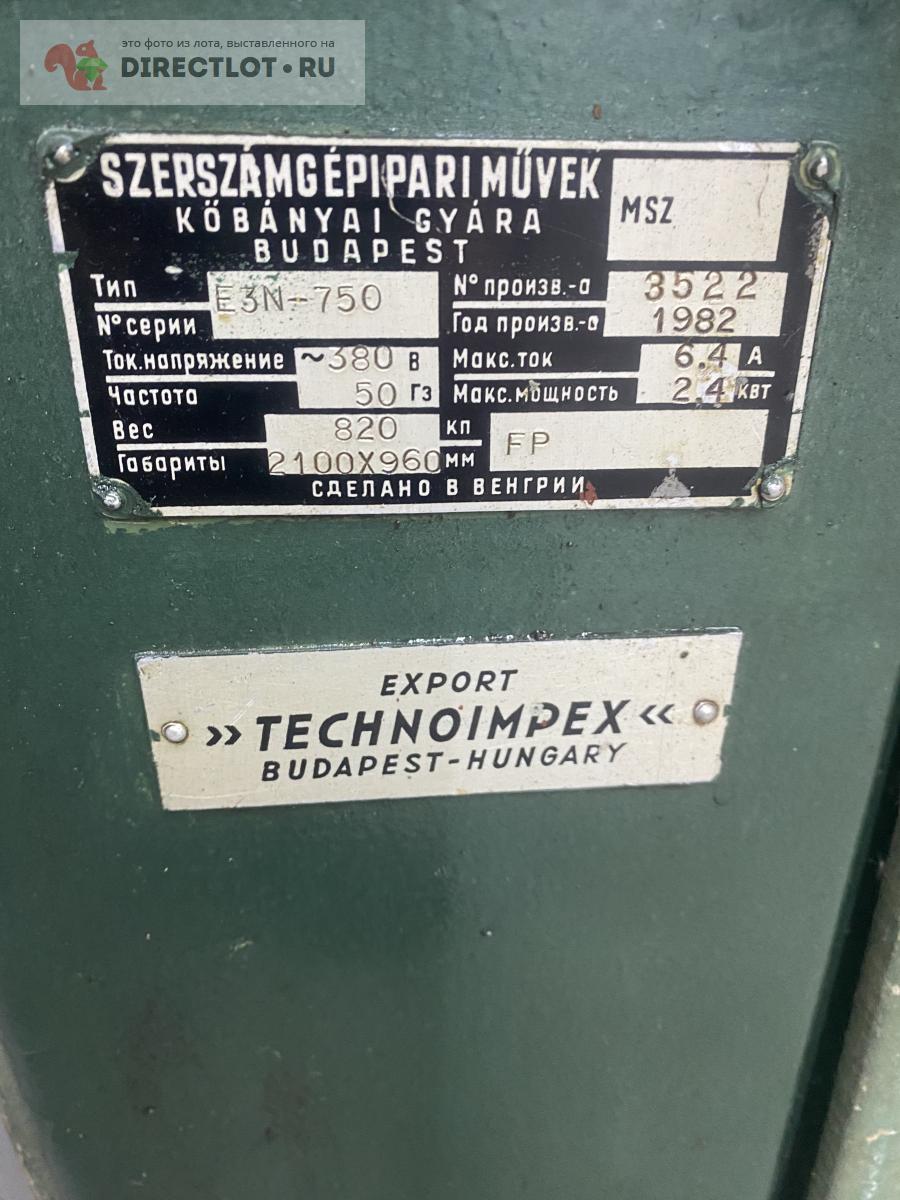 это фото из лота, выставленного на
DIRECTLOT•RU
SZERSZÁMGÉPIPARI MŰVEK
KŐBÁNYAI GYÁRA
BUDAPEST
MSZ
Тип E3N-750
№ серии
№ произв.-а 3522
Год произв.-а 1982
Ток.напряжение ~380 В
Частота 50 Гз
Макс.ток 6.4 А
Макс.мощность 2.4 КВТ
Вес 820 КП
Габариты 2100X960 ММ
FP
СДЕЛАНО В ВЕНГРИИ
EXPORT
»TECHNOIMPEX«
BUDAPEST-HUNGARY